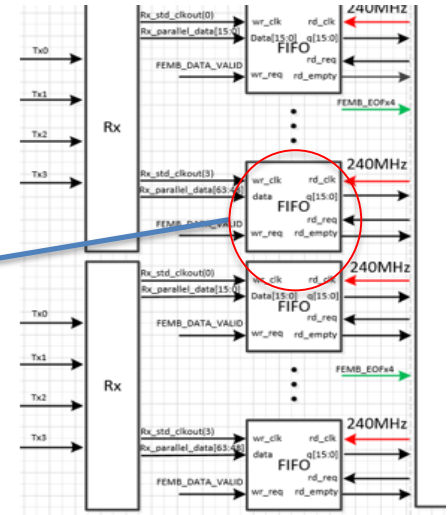 240MHz
Rx_std_clkout(0)
wr_clk rd_clk
Rx_parallel_data[15:0]
Data[15:0] q[15:0]
FIFO
Tx0
rd_req
FEMB_DATA_VALID
wr_req rd_empty
Tx1
FEMB_EOFx4
Rx
Tx2
240MHz
Tx3
Rx_std_clkout(3)
wr_clk rd_clk
Rx_parallel_data[63:48]
data q[15:0]
FIFO
rd_req
FEMB_DATA_VALID
wr_req rd_empty
240MHz
Rx_std_clkout(0)
wr_clk rd_clk
Rx_parallel_data[15:0]
Data[15:0] q[15:0]
FIFO
Tx0
rd_req
FEMB_DATA_VALID
wr_req rd_empty
Tx1
FEMB_EOFx4
Rx
Tx2
240MHz
Tx3
Rx_std_clkout(3)
wr_clk rd_clk
Rx_parallel_data[63:48]
data q[15:0]
FIFO
rd_req
FEMB_DATA_VALID
wr_req rd_empty